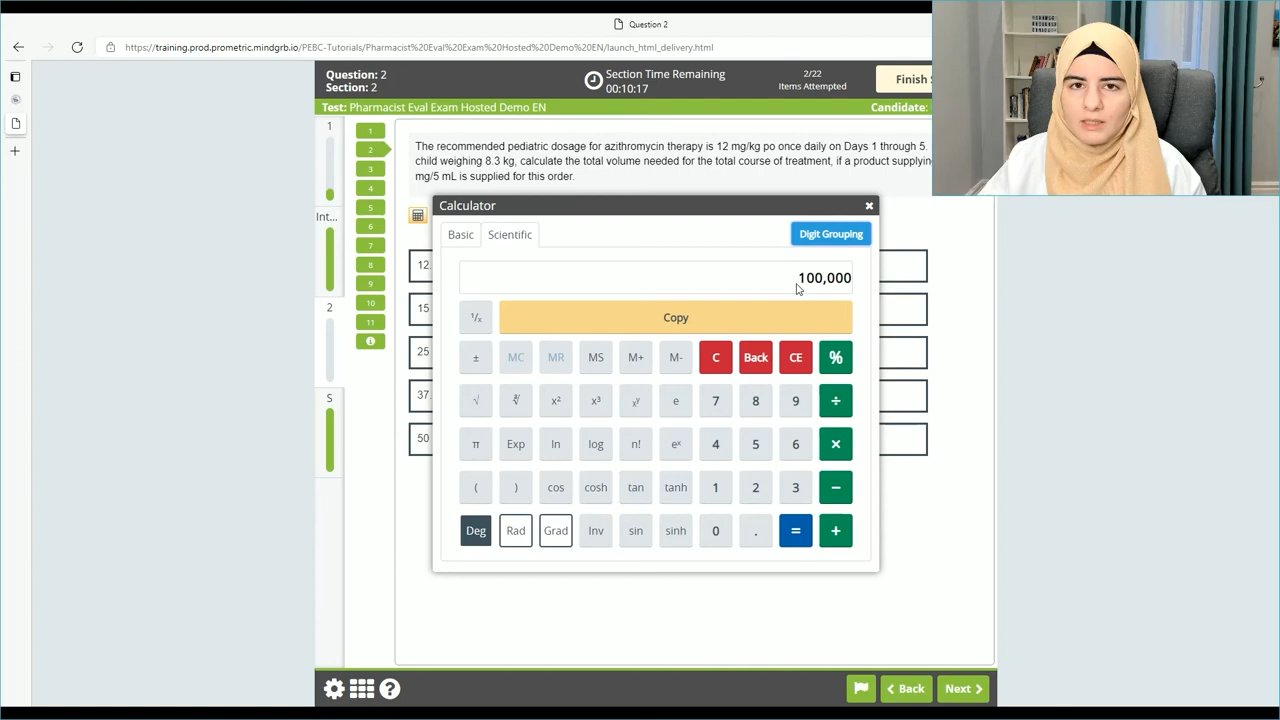 Question 2
https://training.prod.prometric.mindgrb.io/PEBC-Tutorials/Pharmacist%20Eval%20Exam%20Hosted%20Demo%20EN/launch_html_delivery.html
Question: 2
Section: 2
Section Time Remaining
00:10:17
2/22
Items Attempted
Finish
Test: Pharmacist Eval Exam Hosted Demo EN
Candidate:
1
Int...
2
S
1
2
3
4
5
6
7
8
9
10
11
The recommended pediatric dosage for azithromycin therapy is 12 mg/kg po once daily on Days 1 through 5.
child weighing 8.3 kg, calculate the total volume needed for the total course of treatment, if a product supplying
mg/5 mL is supplied for this order.
12.
15
25
37.
50
Calculator
Basic
Scientific
Digit Grouping
100,000
1/x
Copy
±
MC
MR
MS
M+
M-
C
Back
CE
%
√
x²
x³
xʸ
e
7
8
9
÷
π
Exp
ln
log
n!
eˣ
4
5
6
×
(
)
cos
cosh
tan
tanh
1
2
3
−
Deg
Rad
Grad
Inv
sin
sinh
0
.
=
+
?
Back
Next